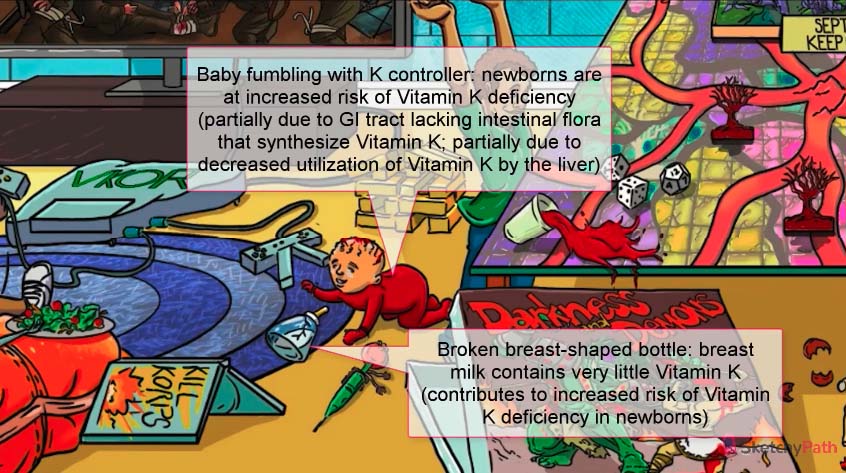 SEPT
KEEP
Baby fumbling with K controller: newborns are
at increased risk of Vitamin K deficiency
(partially due to GI tract lacking intestinal flora
that synthesize Vitamin K; partially due to
decreased utilization of Vitamin K by the liver)
VKOR
Darkness
and
Demons
KILL
KORPS
Broken breast-shaped bottle: breast
milk contains very little Vitamin K
(contributes to increased risk of Vitamin
K deficiency in newborns)
SketchyPath